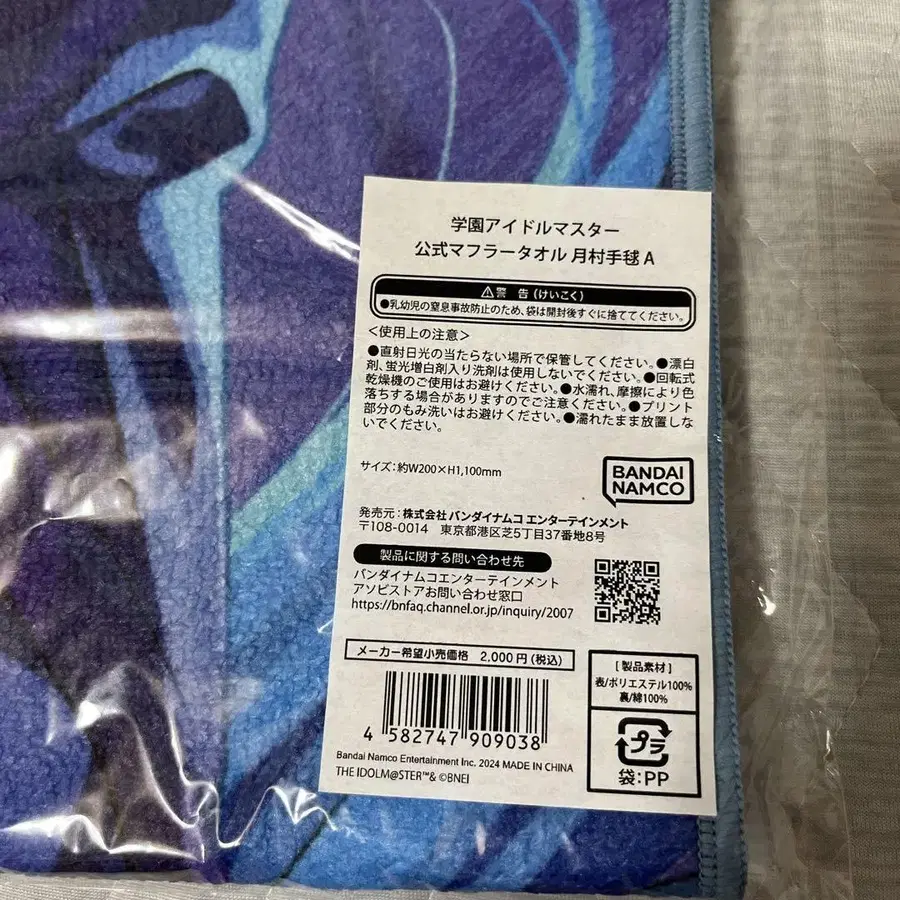 学園アイドルマスター
公式マフラータオル 月村手毬 A
⚠警 告 (けいこく)
●乳幼児の窒息事故防止のため、袋は開封後すぐに捨ててください。
<使用上の注意>
●直射日光の当たらない場所で保管してください。●漂白
剤、蛍光増白剤入り洗剤は使用しないでください。●回転式
乾燥機のご使用はお避けください。●水濡れ、摩擦により色
落ちする場合がありますのでご注意ください。●プリント
部分のもみ洗いはお避けください。●濡れたまま放置しな
いでください。
サイズ:約W200×H1,100mm
BANDAI
NAMCO
発売元:株式会社 バンダイナムコ エンターテインメント
〒108-0014 東京都港区芝5丁目37番地8号
製品に関する問い合わせ先
バンダイナムコエンターテインメント
アソビストアお問い合わせ窓口
https://bnfaq.channel.or.jp/inquiry/2007
メーカー希望小売価格 2,000円(税込)
4 582747 909038
Bandai Namco Entertainment Inc. 2024 MADE IN CHINA
THE IDOLM@STER™& ©BNEI
[製品素材]
表/ポリエステル100%
裏/綿100%
プラ
袋:PP